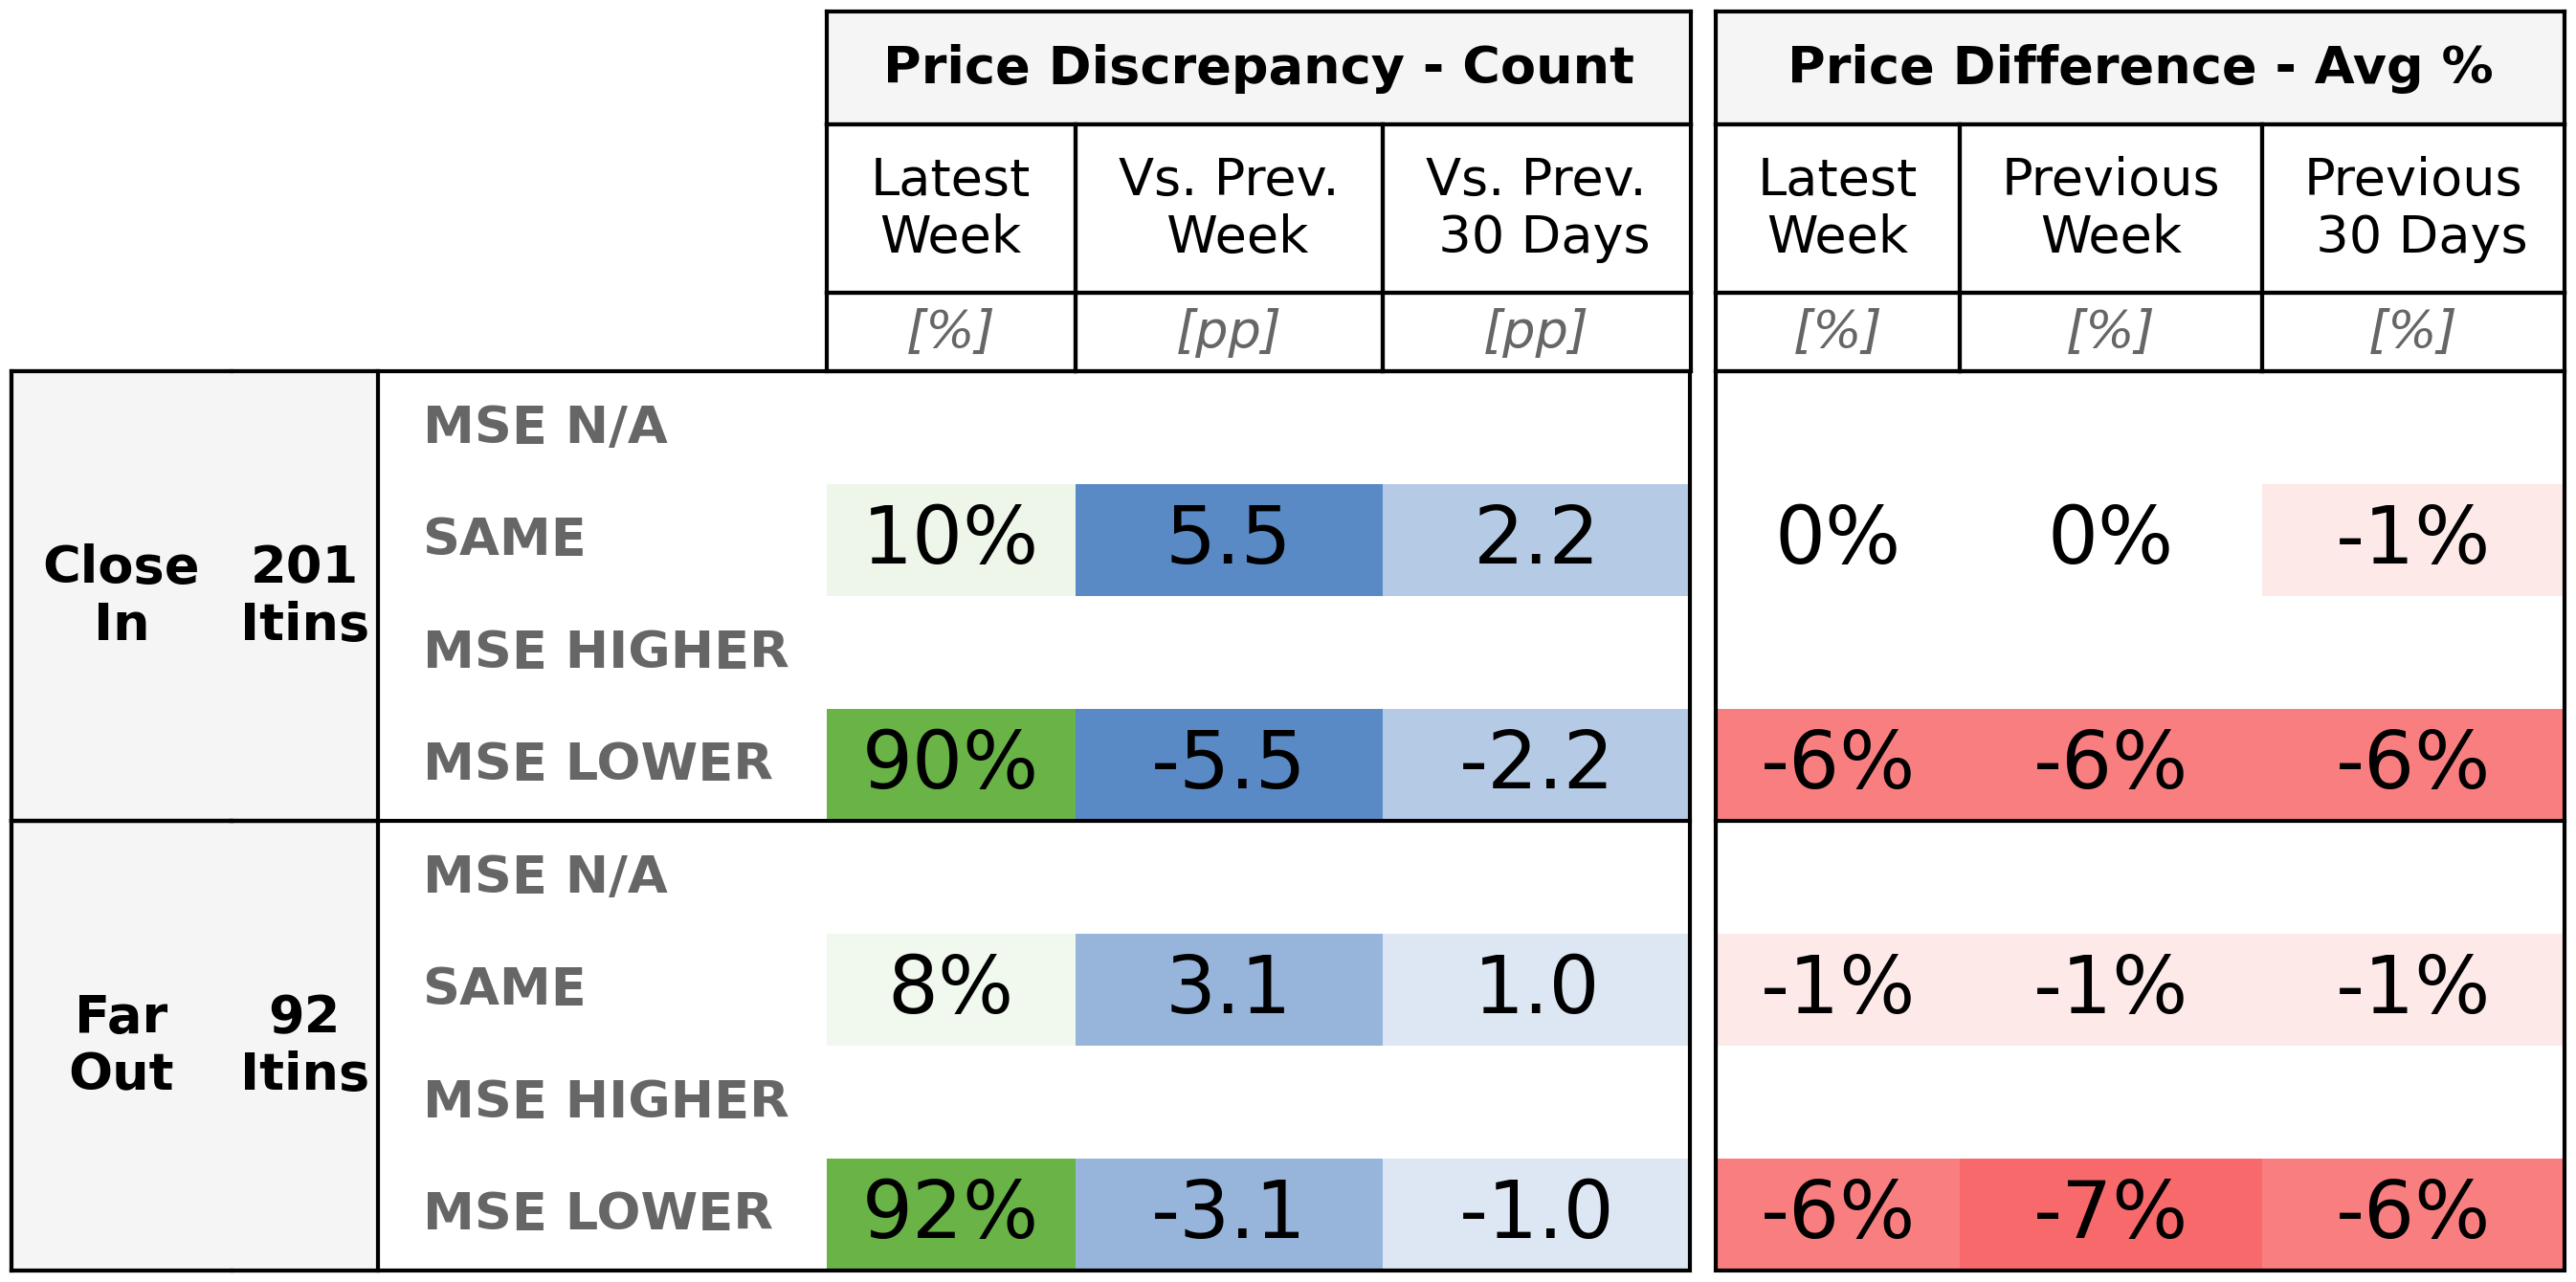 Price Discrepancy - Count Price Difference - Avg %
Latest Week Vs. Prev. Week Vs. Prev. 30 Days Latest Week Previous Week Previous 30 Days
[%] [pp] [pp] [%] [%] [%]
Close In 201 Itins
MSE N/A
SAME 10% 5.5 2.2 0% 0% -1%
MSE HIGHER
MSE LOWER 90% -5.5 -2.2 -6% -6% -6%
Far Out 92 Itins
MSE N/A
SAME 8% 3.1 1.0 -1% -1% -1%
MSE HIGHER
MSE LOWER 92% -3.1 -1.0 -6% -7% -6%